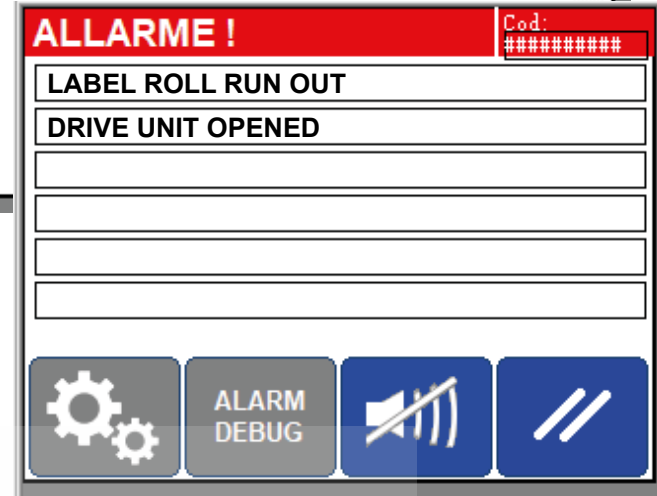 ALLARME !
Cod:
##########
LABEL ROLL RUN OUT
DRIVE UNIT OPENED
ALARM
DEBUG